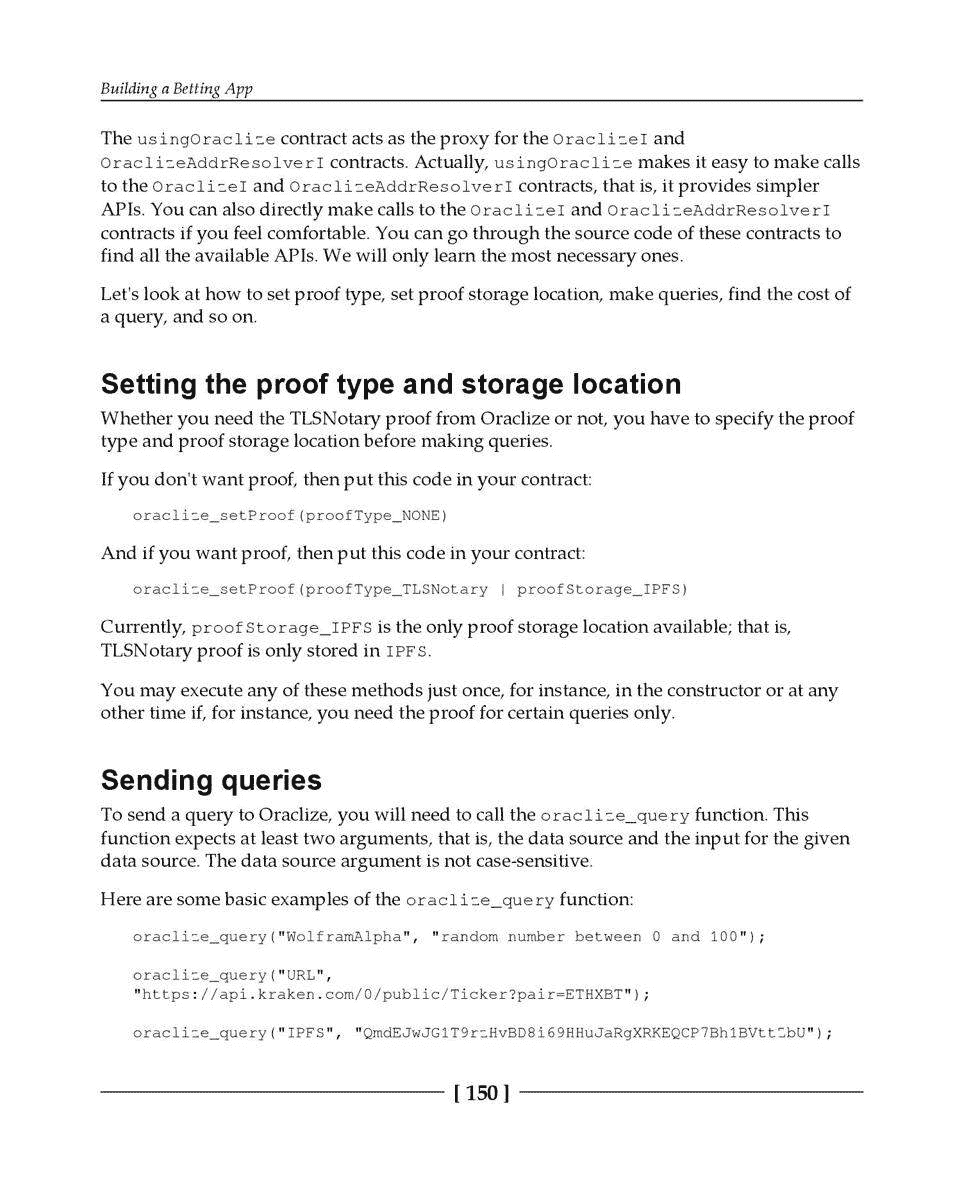 Building a Betting App
The usingOraclize contract acts as the proxy for the OraclizeI and
OraclizeAddrResolverI contracts. Actually, usingOraclize makes it easy to make calls
to the OraclizeI and OraclizeAddrResolverI contracts, that is, it provides simpler
APIs. You can also directly make calls to the OraclizeI and OraclizeAddrResolverI
contracts if you feel comfortable. You can go through the source code of these contracts to
find all the available APIs. We will only learn the most necessary ones.
Let's look at how to set proof type, set proof storage location, make queries, find the cost of
a query, and so on.
Setting the proof type and storage location
Whether you need the TLSNotary proof from Oraclize or not, you have to specify the proof
type and proof storage location before making queries.
If you don't want proof, then put this code in your contract:
oraclize_setProof(proofType_NONE)
And if you want proof, then put this code in your contract:
oraclize_setProof(proofType_TLSNotary | proofStorage_IPFS)
Currently, proofStorage_IPFS is the only proof storage location available; that is,
TLSNotary proof is only stored in IPFS.
You may execute any of these methods just once, for instance, in the constructor or at any
other time if, for instance, you need the proof for certain queries only.
Sending queries
To send a query to Oraclize, you will need to call the oraclize_query function. This
function expects at least two arguments, that is, the data source and the input for the given
data source. The data source argument is not case-sensitive.
Here are some basic examples of the oraclize_query function:
oraclize_query("WolframAlpha", "random number between 0 and 100");
oraclize_query("URL",
"https://api.kraken.com/0/public/Ticker?pair=ETHXBT");
oraclize_query("IPFS", "QmdEJwJG1T9rzHvBD8i69HHuJaRgXRKEQCP7Bh1BVttZbU");
[ 150 ]